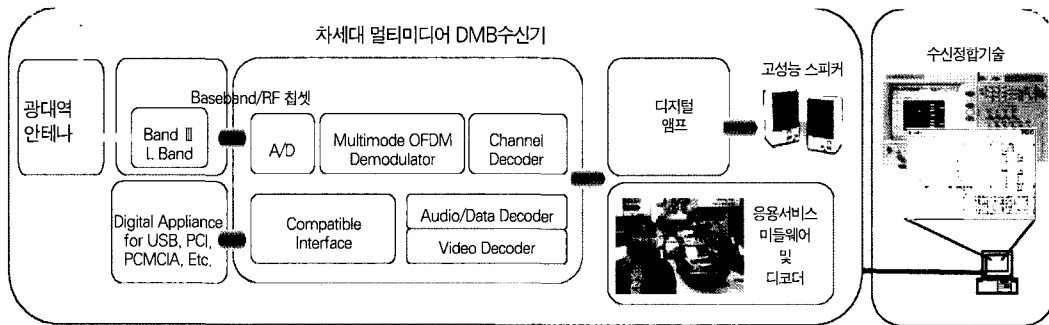 차세대 멀티미디어 DMB수신기
광대역
안테나
Band Ⅲ
L Band
Baseband/RF 칩셋
A/D
Multimode OFDM
Demodulator
Channel
Decoder
Digital Appliance
for USB, PCI,
PCMCIA, Etc.
Compatible
Interface
Audio/Data Decoder
Video Decoder
디지털
앰프
고성능 스피커
응용서비스
미들웨어
및
디코더
수신정합기술